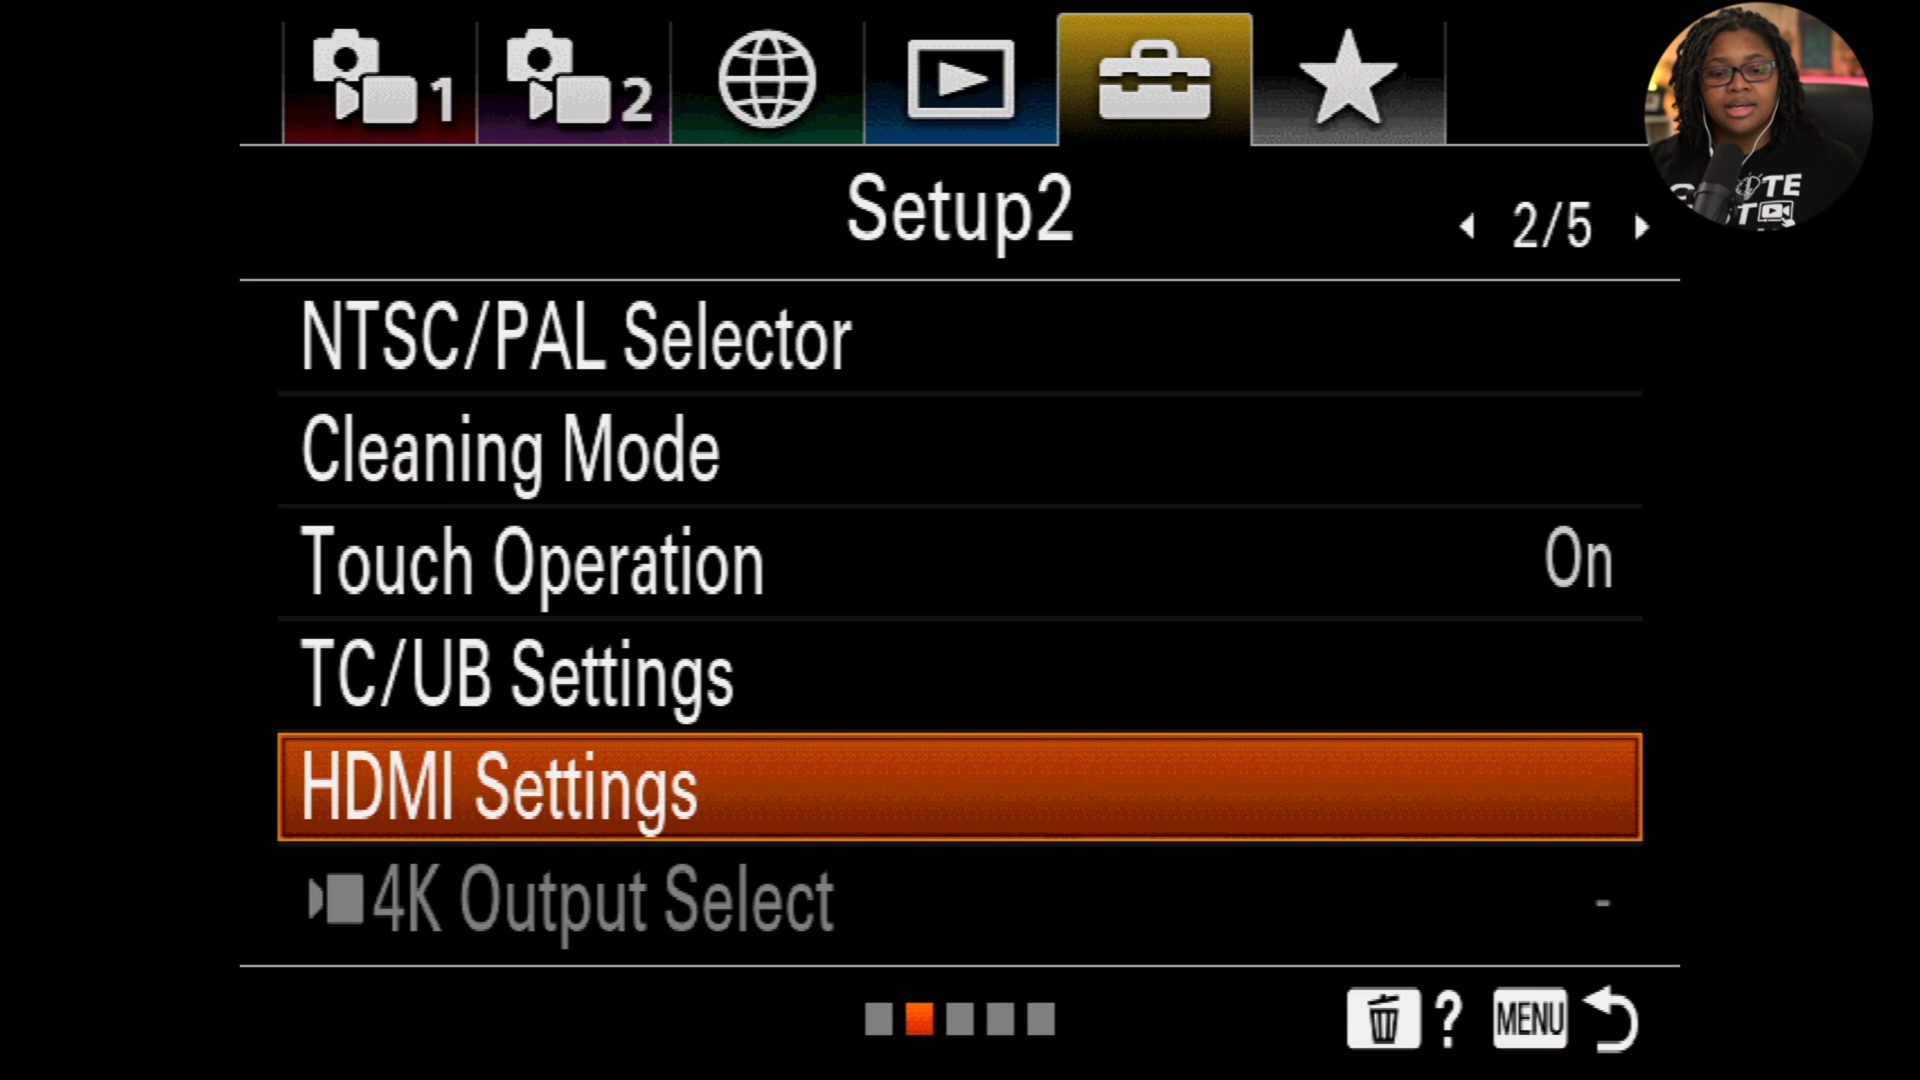 1
2
Setup2
2/5
NTSC/PAL Selector
Cleaning Mode
Touch Operation On
TC/UB Settings
HDMI Settings
4K Output Select -
? MENU